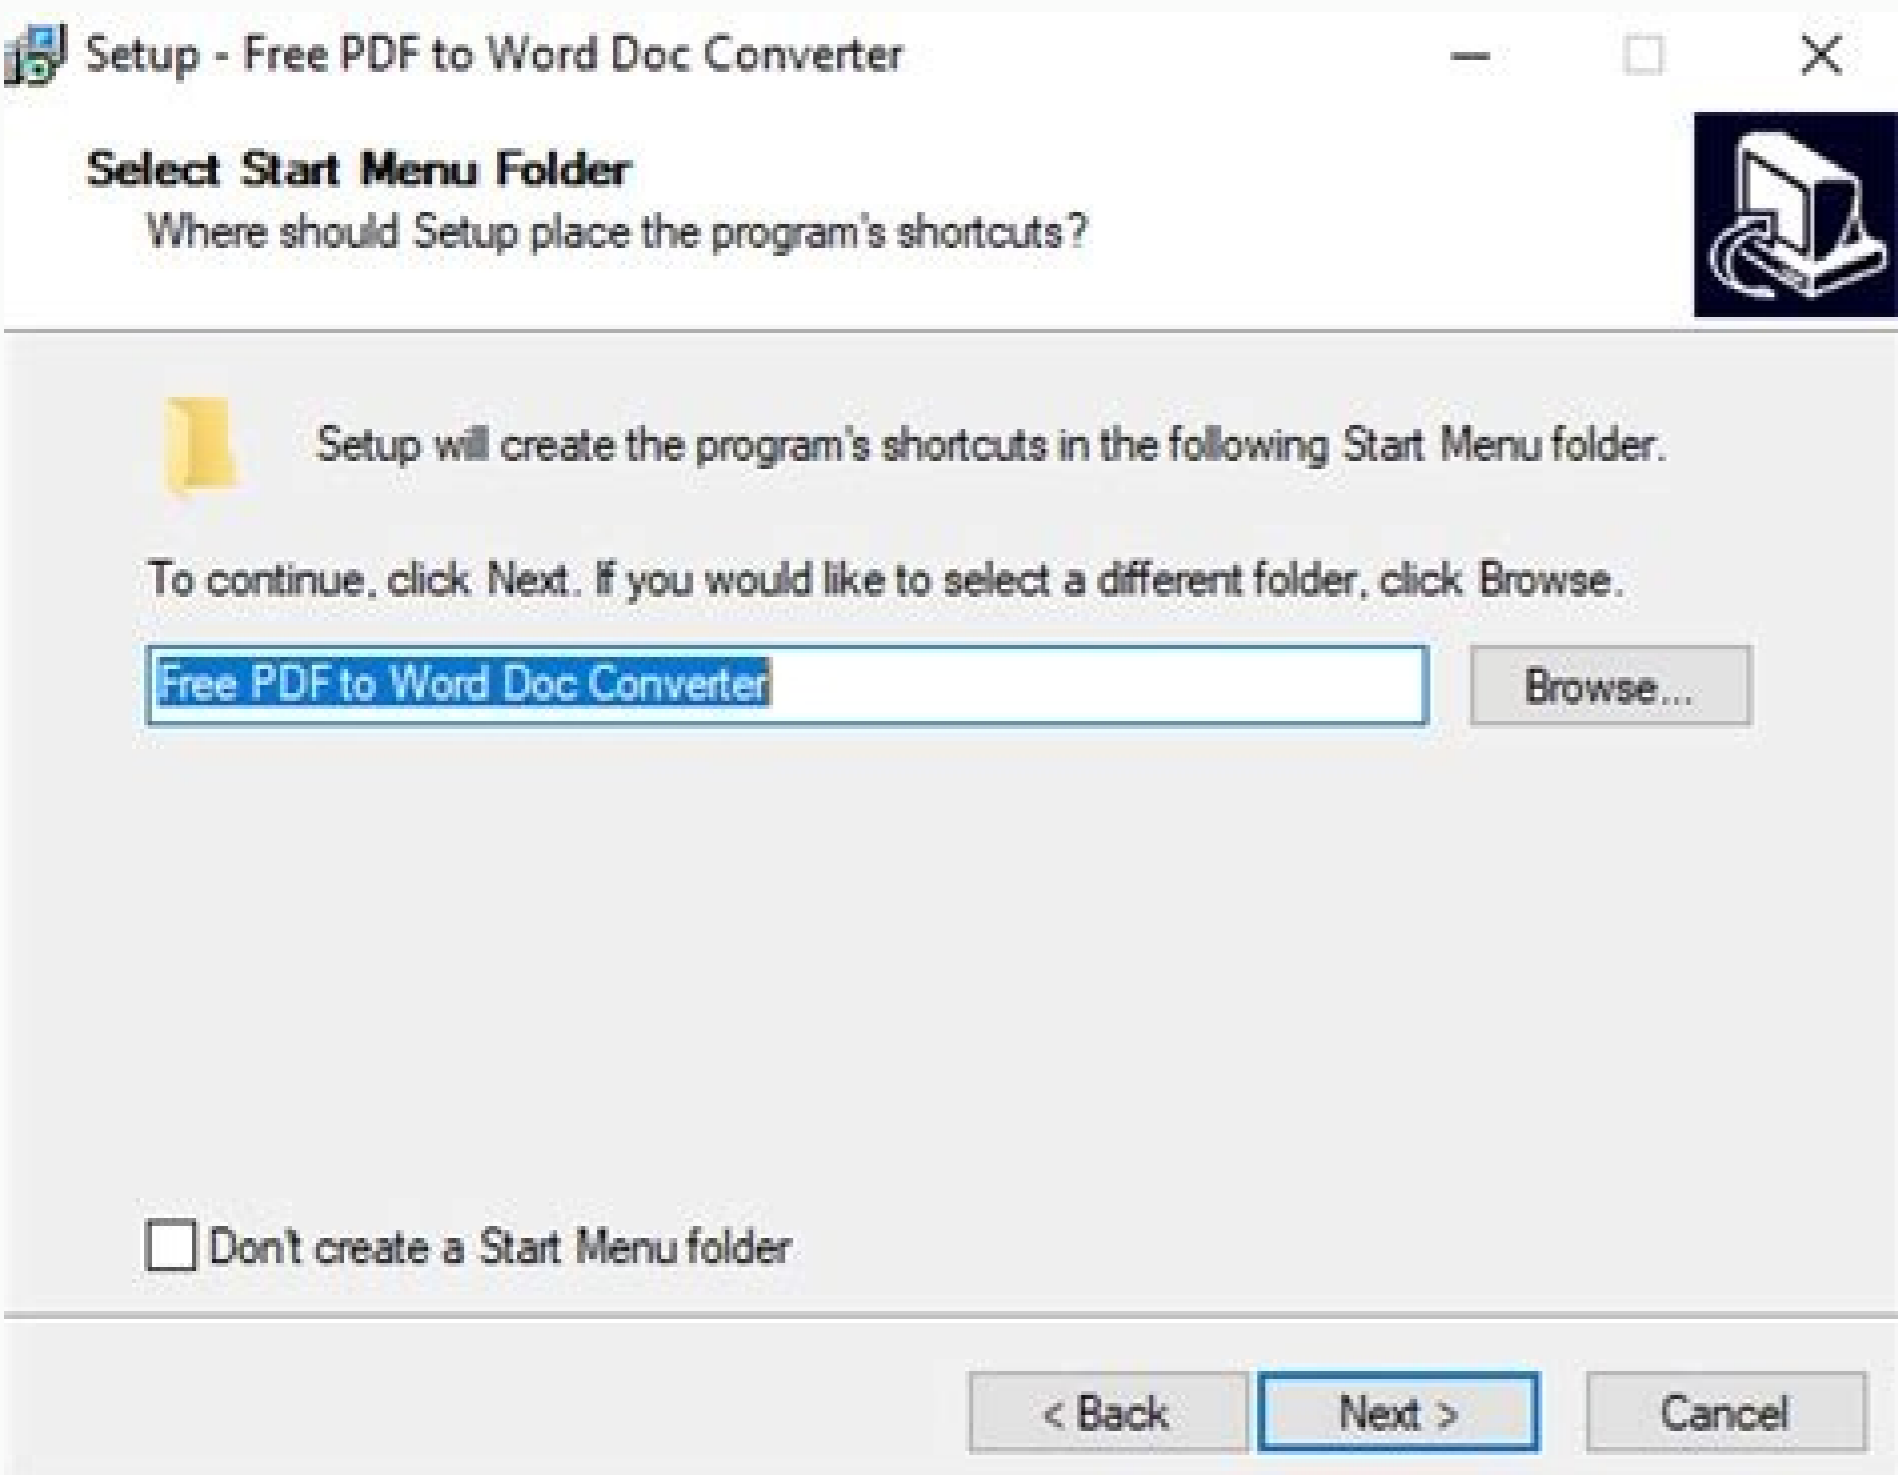 Setup - Free PDF to Word Doc Converter
Select Start Menu Folder
Where should Setup place the program's shortcuts?
Setup will create the program's shortcuts in the following Start Menu folder.
To continue, click Next. If you would like to select a different folder, click Browse.
Free PDF to Word Doc Converter
Browse...
Don't create a Start Menu folder
< Back
Next >
Cancel